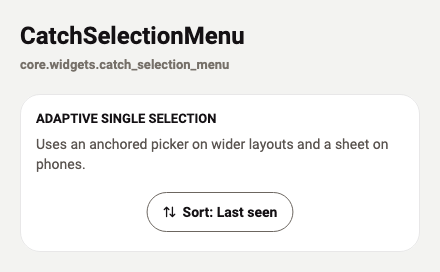 CatchSelectionMenu
core.widgets.catch_selection_menu
ADAPTIVE SINGLE SELECTION
Uses an anchored picker on wider layouts and a sheet on
phones.
Sort: Last seen